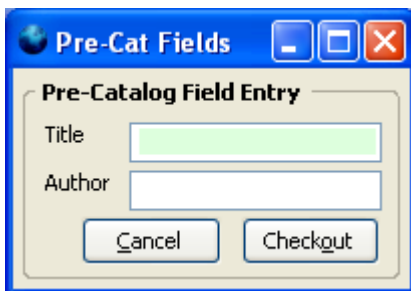 Pre-Cat Fields
Pre-Catalog Field Entry
Title
Author
Cancel Checkout